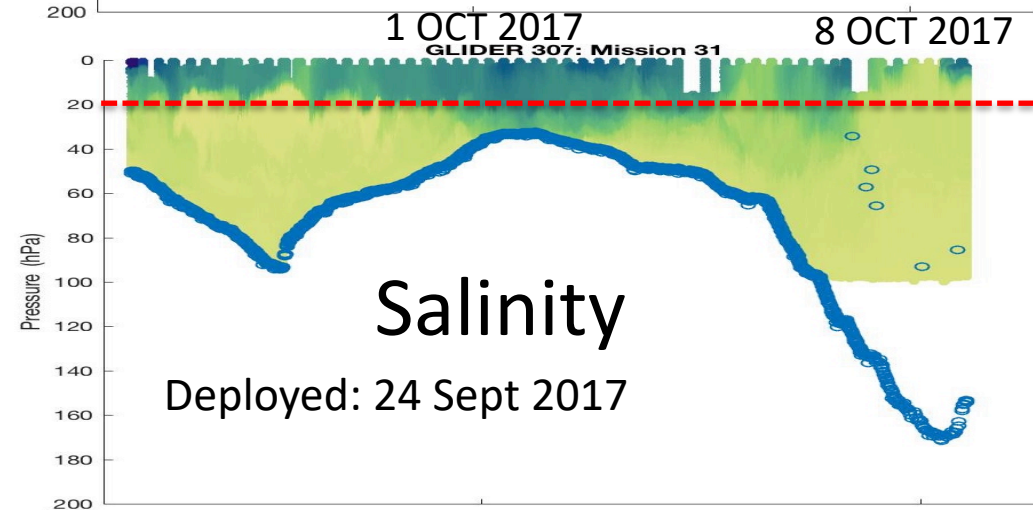 200
1 OCT 2017
8 OCT 2017
GLIDER 307: Mission 31
0
20
40
60
80
100
120
140
160
180
200
Pressure (hPa)
Salinity
Deployed: 24 Sept 2017